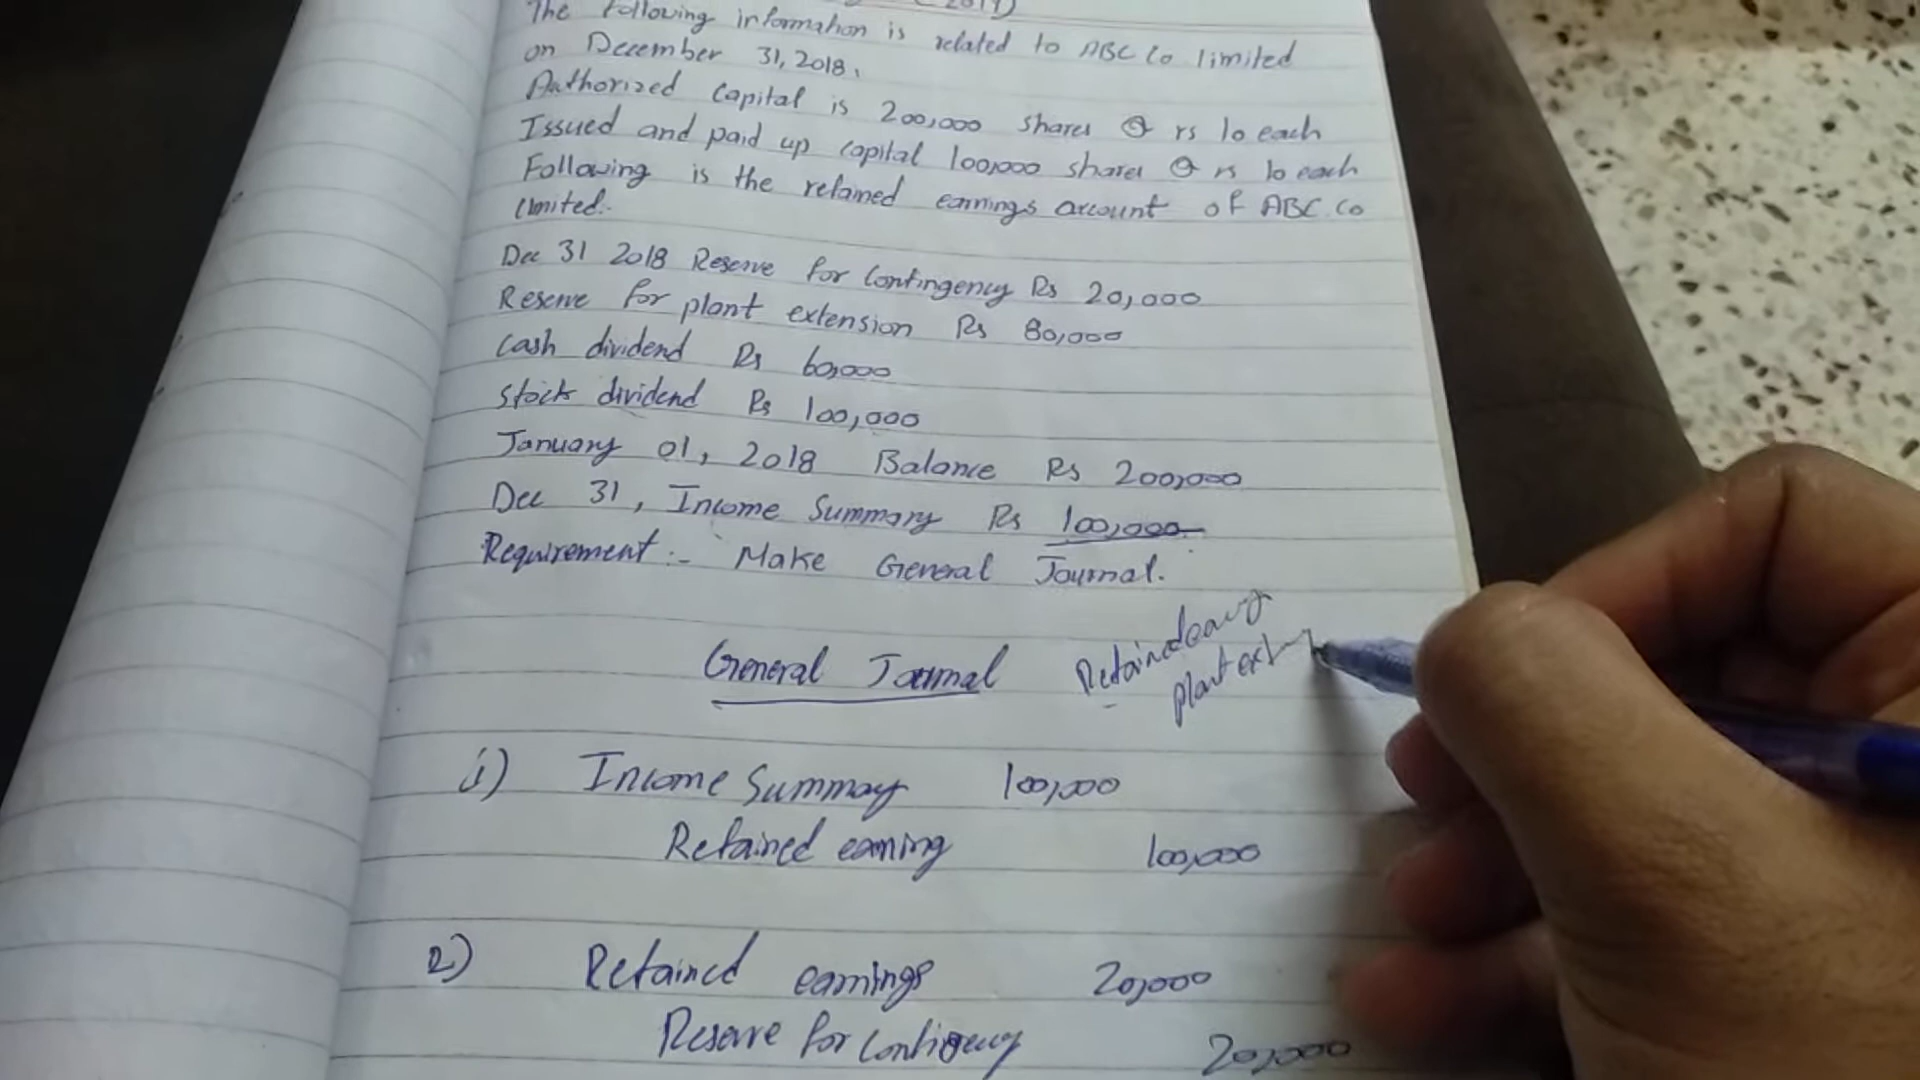 The following information is related to ABC Co limited
on December 31, 2018.
Authorized Capital is 200,000 shares @ rs 10 each
Issued and paid up capital 100,000 shares @ rs 10 each
Following is the retained earnings account of ABC Co
limited.
Dec 31 2018 Reserve for Contingency Rs 20,000
Reserve for plant extension Rs 80,000
Cash dividend Rs 60,000
Stock dividend Rs 100,000
January 01, 2018 Balance Rs 200,000
Dec 31, Income Summary Rs 100,000
Requirement:- Make General Journal.
General Journal
Retained
Plant
1) Income Summary 100,000
Retained earning 100,000
2) Retained earnings 20,000
Reserve for Contigency 20,000